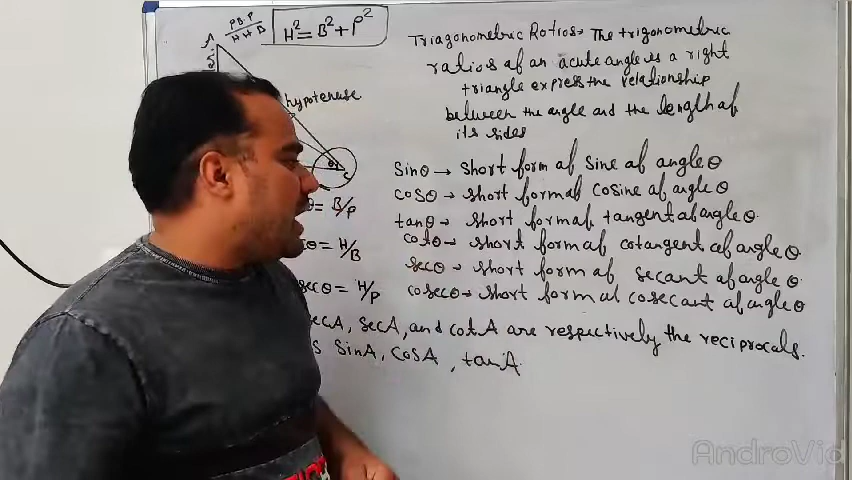 P B P
H H B
H² = B² + P²
A
hypotenuse
θ
C
θ = B/P
θ = H/B
secθ = H/P
Triagonometric Ratios→ The trigonometric
ratios of an acute angle is a right
triangle express the relationship
between the angle and the length of
its sides
sinθ → short form of sine of angle θ
cosθ → short form of cosine of angle θ
tanθ → short form of tangent of angle θ.
cotθ → short form of cotangent of angle θ.
secθ → short form of secant of angle θ
cosecθ → short form of cosecant of angle θ
secA, secA, and cotA are respectively the reciprocals.
s sinA, cosA, tanA
AndroVid